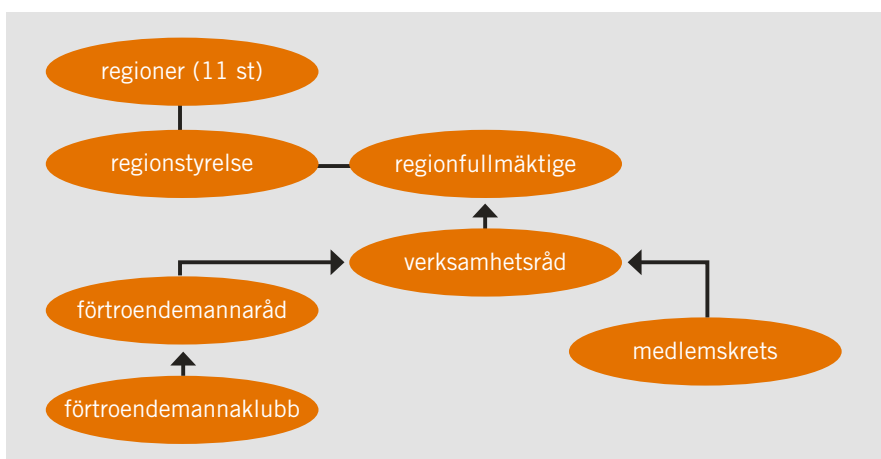 regioner (11 st)
regionstyrelse
regionfullmäktige
verksamhetsråd
förtroendemannaråd
medlemskrets
förtroendemannaklubb